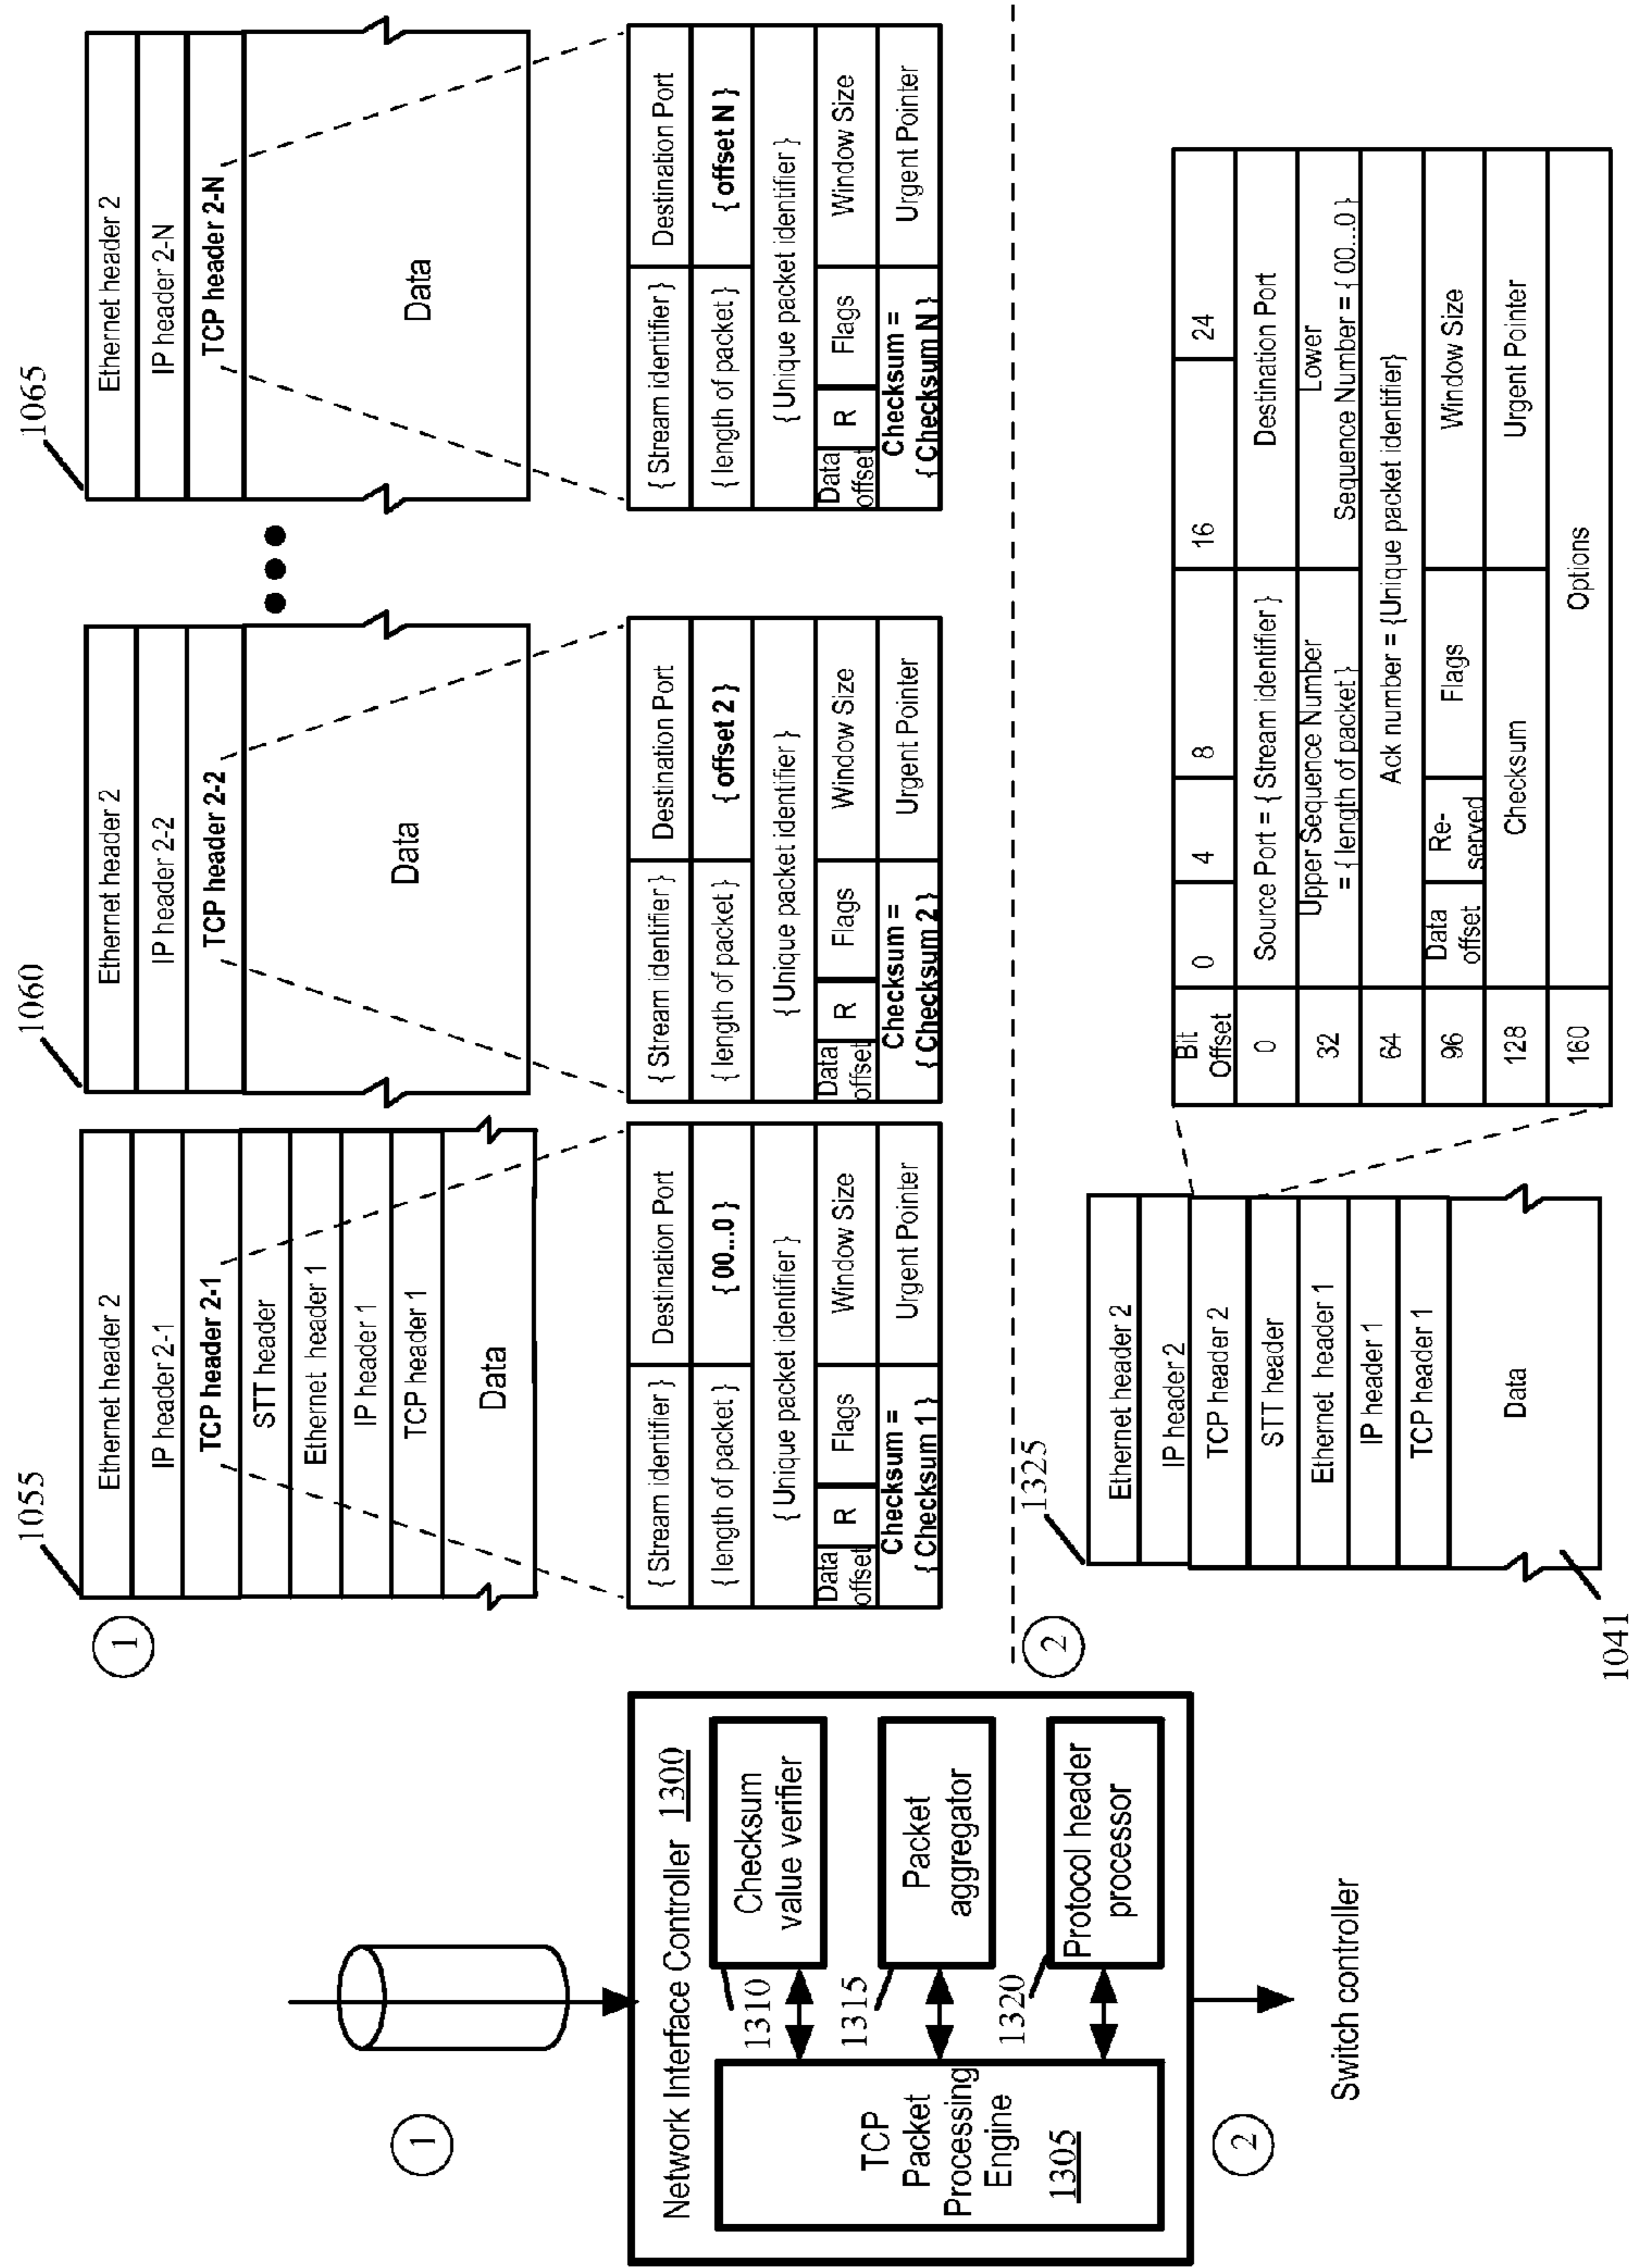 1
Network Interface Controller 1300
TCP
Packet
Processing
Engine
1305
1310
Checksum
value verifier
1315
Packet
aggregator
1320
Protocol header
processor
2
Switch controller
1
1055
Ethernet header 2
IP header 2-1
TCP header 2-1
STT header
Ethernet header 1
IP header 1
TCP header 1
Data
{ Stream identifier } Destination Port
{ length of packet } { 00...0 }
{ Unique packet identifier }
Data
offset
R Flags Window Size
Checksum =
{ Checksum 1 }
Urgent Pointer
1060
Ethernet header 2
IP header 2-2
TCP header 2-2
Data
{ Stream identifier } Destination Port
{ length of packet } { offset 2 }
{ Unique packet identifier }
Data
offset
R Flags Window Size
Checksum =
{ Checksum 2 }
Urgent Pointer
1065
Ethernet header 2
IP header 2-N
TCP header 2-N
Data
{ Stream identifier } Destination Port
{ length of packet } { offset N }
{ Unique packet identifier }
Data
offset
R Flags Window Size
Checksum =
{ Checksum N }
Urgent Pointer
2
1325
Ethernet header 2
IP header 2
TCP header 2
STT header
Ethernet header 1
IP header 1
TCP header 1
Data
1041
Bit
Offset
0 4 8 16 24
0 Source Port = { Stream identifier } Destination Port
32
Upper Sequence Number
= { length of packet }
Lower
Sequence Number = { 00...0 }
64 Ack number = {Unique packet identifier}
96
Data
offset
Re-
served
Flags Window Size
128 Checksum Urgent Pointer
160 Options